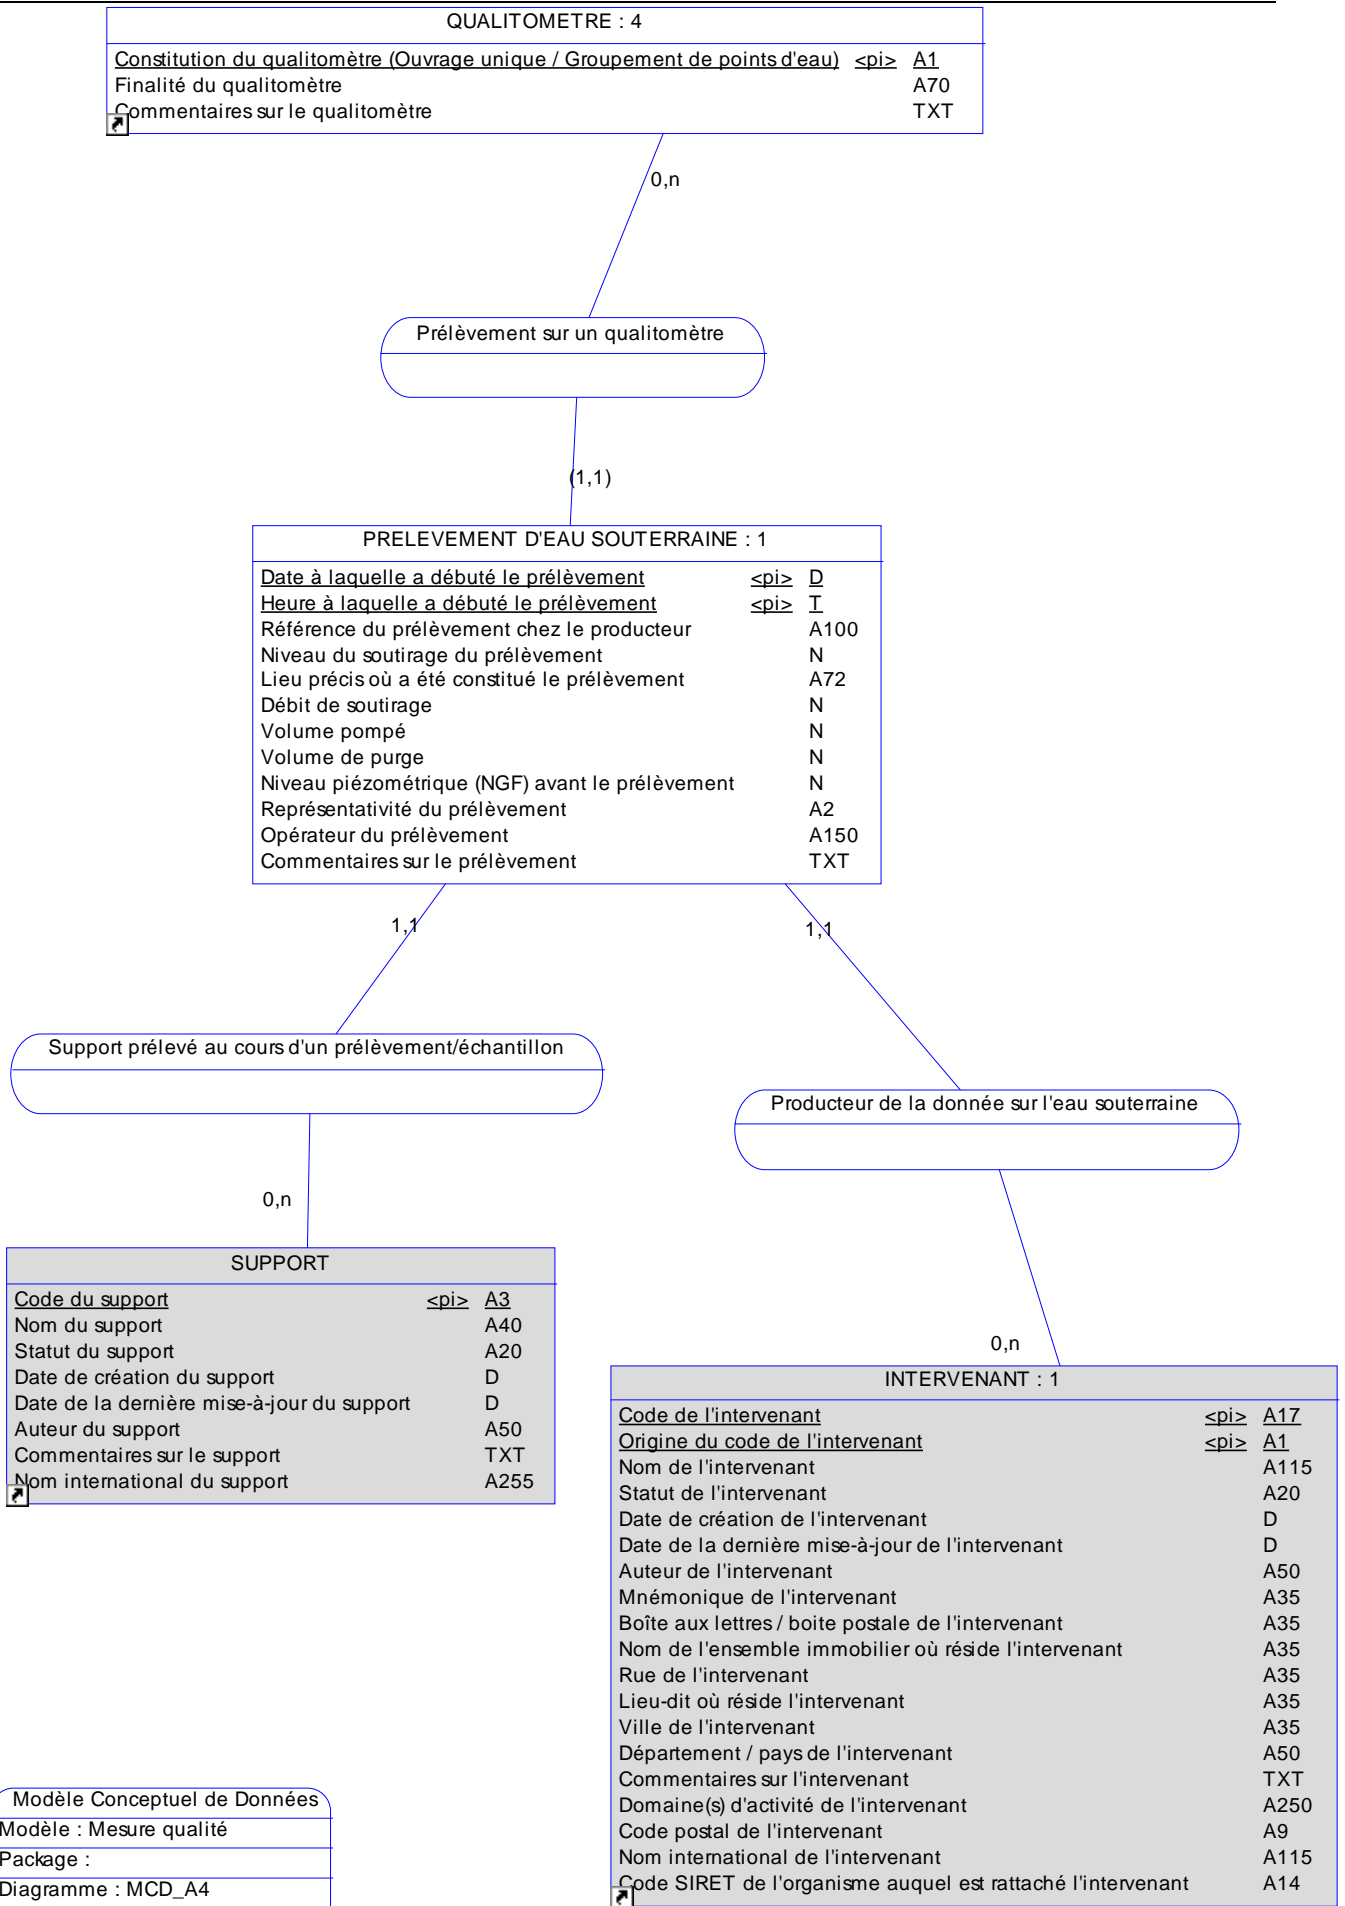 QUALITOMETRE : 4
Constitution du qualitomètre (Ouvrage unique / Groupement de points d'eau) <pi> A1
Finalité du qualitomètre A70
Commentaires sur le qualitomètre TXT
0,n
Prélèvement sur un qualitomètre
(1,1)
PRELEVEMENT D'EAU SOUTERRAINE : 1
Date à laquelle a débuté le prélèvement <pi> D
Heure à laquelle a débuté le prélèvement <pi> T
Référence du prélèvement chez le producteur A100
Niveau du soutirage du prélèvement N
Lieu précis où a été constitué le prélèvement A72
Débit de soutirage N
Volume pompé N
Volume de purge N
Niveau piézométrique (NGF) avant le prélèvement N
Représentativité du prélèvement A2
Opérateur du prélèvement A150
Commentaires sur le prélèvement TXT
1,1
1,1
Support prélevé au cours d'un prélèvement/échantillon
Producteur de la donnée sur l'eau souterraine
0,n
SUPPORT
Code du support <pi> A3
Nom du support A40
Statut du support A20
Date de création du support D
Date de la dernière mise-à-jour du support D
Auteur du support A50
Commentaires sur le support TXT
Nom international du support A255
0,n
INTERVENANT : 1
Code de l'intervenant <pi> A17
Origine du code de l'intervenant <pi> A1
Nom de l'intervenant A115
Statut de l'intervenant A20
Date de création de l'intervenant D
Date de la dernière mise-à-jour de l'intervenant D
Auteur de l'intervenant A50
Mnémonique de l'intervenant A35
Boîte aux lettres / boite postale de l'intervenant A35
Nom de l'ensemble immobilier où réside l'intervenant A35
Rue de l'intervenant A35
Lieu-dit où réside l'intervenant A35
Ville de l'intervenant A35
Département / pays de l'intervenant A50
Commentaires sur l'intervenant TXT
Domaine(s) d'activité de l'intervenant A250
Code postal de l'intervenant A9
Nom international de l'intervenant A115
Code SIRET de l'organisme auquel est rattaché l'intervenant A14
Modèle Conceptuel de Données
Modèle : Mesure qualité
Package :
Diagramme : MCD_A4